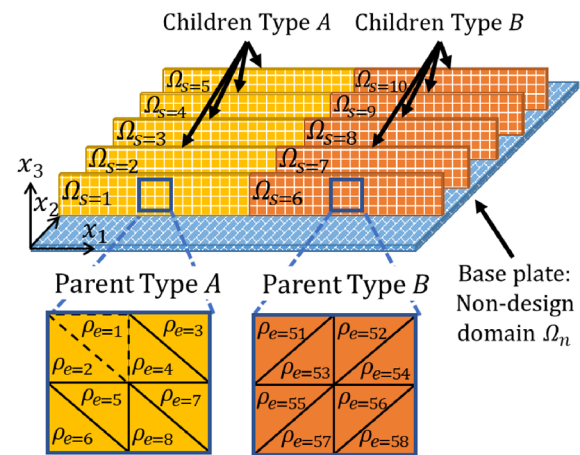 Children Type A Children Type B
Ω_{s=5} Ω_{s=10}
Ω_{s=4} Ω_{s=9}
Ω_{s=3} Ω_{s=8}
Ω_{s=2} Ω_{s=7}
Ω_{s=1} Ω_{s=6}
x_3
x_2
x_1
Parent Type A Parent Type B
Base plate:
Non-design
domain Ω_n
ρ_{e=1} ρ_{e=3} ρ_{e=51} ρ_{e=52}
ρ_{e=2} ρ_{e=4} ρ_{e=53} ρ_{e=54}
ρ_{e=5} ρ_{e=7} ρ_{e=55} ρ_{e=56}
ρ_{e=6} ρ_{e=8} ρ_{e=57} ρ_{e=58}